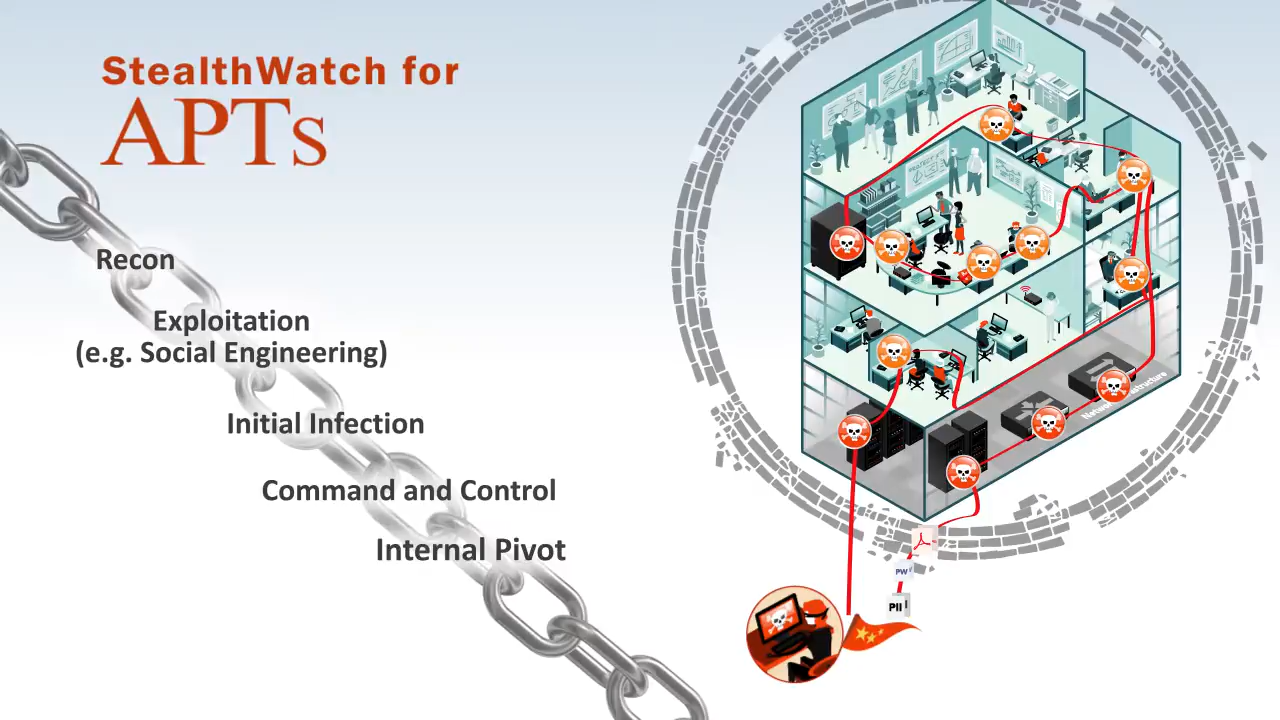 StealthWatch for
APTs
Recon
Exploitation
(e.g. Social Engineering)
Initial Infection
Command and Control
Internal Pivot
PW
PII